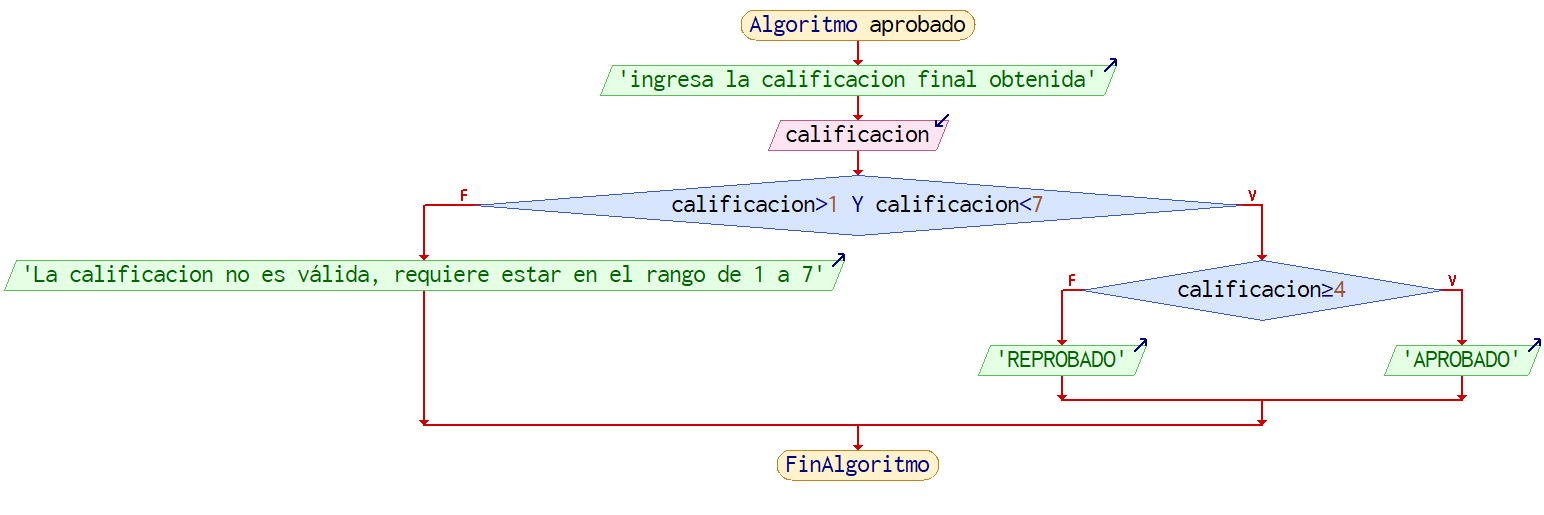 Algoritmo aprobado
'ingresa la calificacion final obtenida'
calificacion
F
calificacion>1 Y calificacion<7
V
'La calificacion no es válida, requiere estar en el rango de 1 a 7'
F
calificacion≥4
V
'REPROBADO'
'APROBADO'
FinAlgoritmo